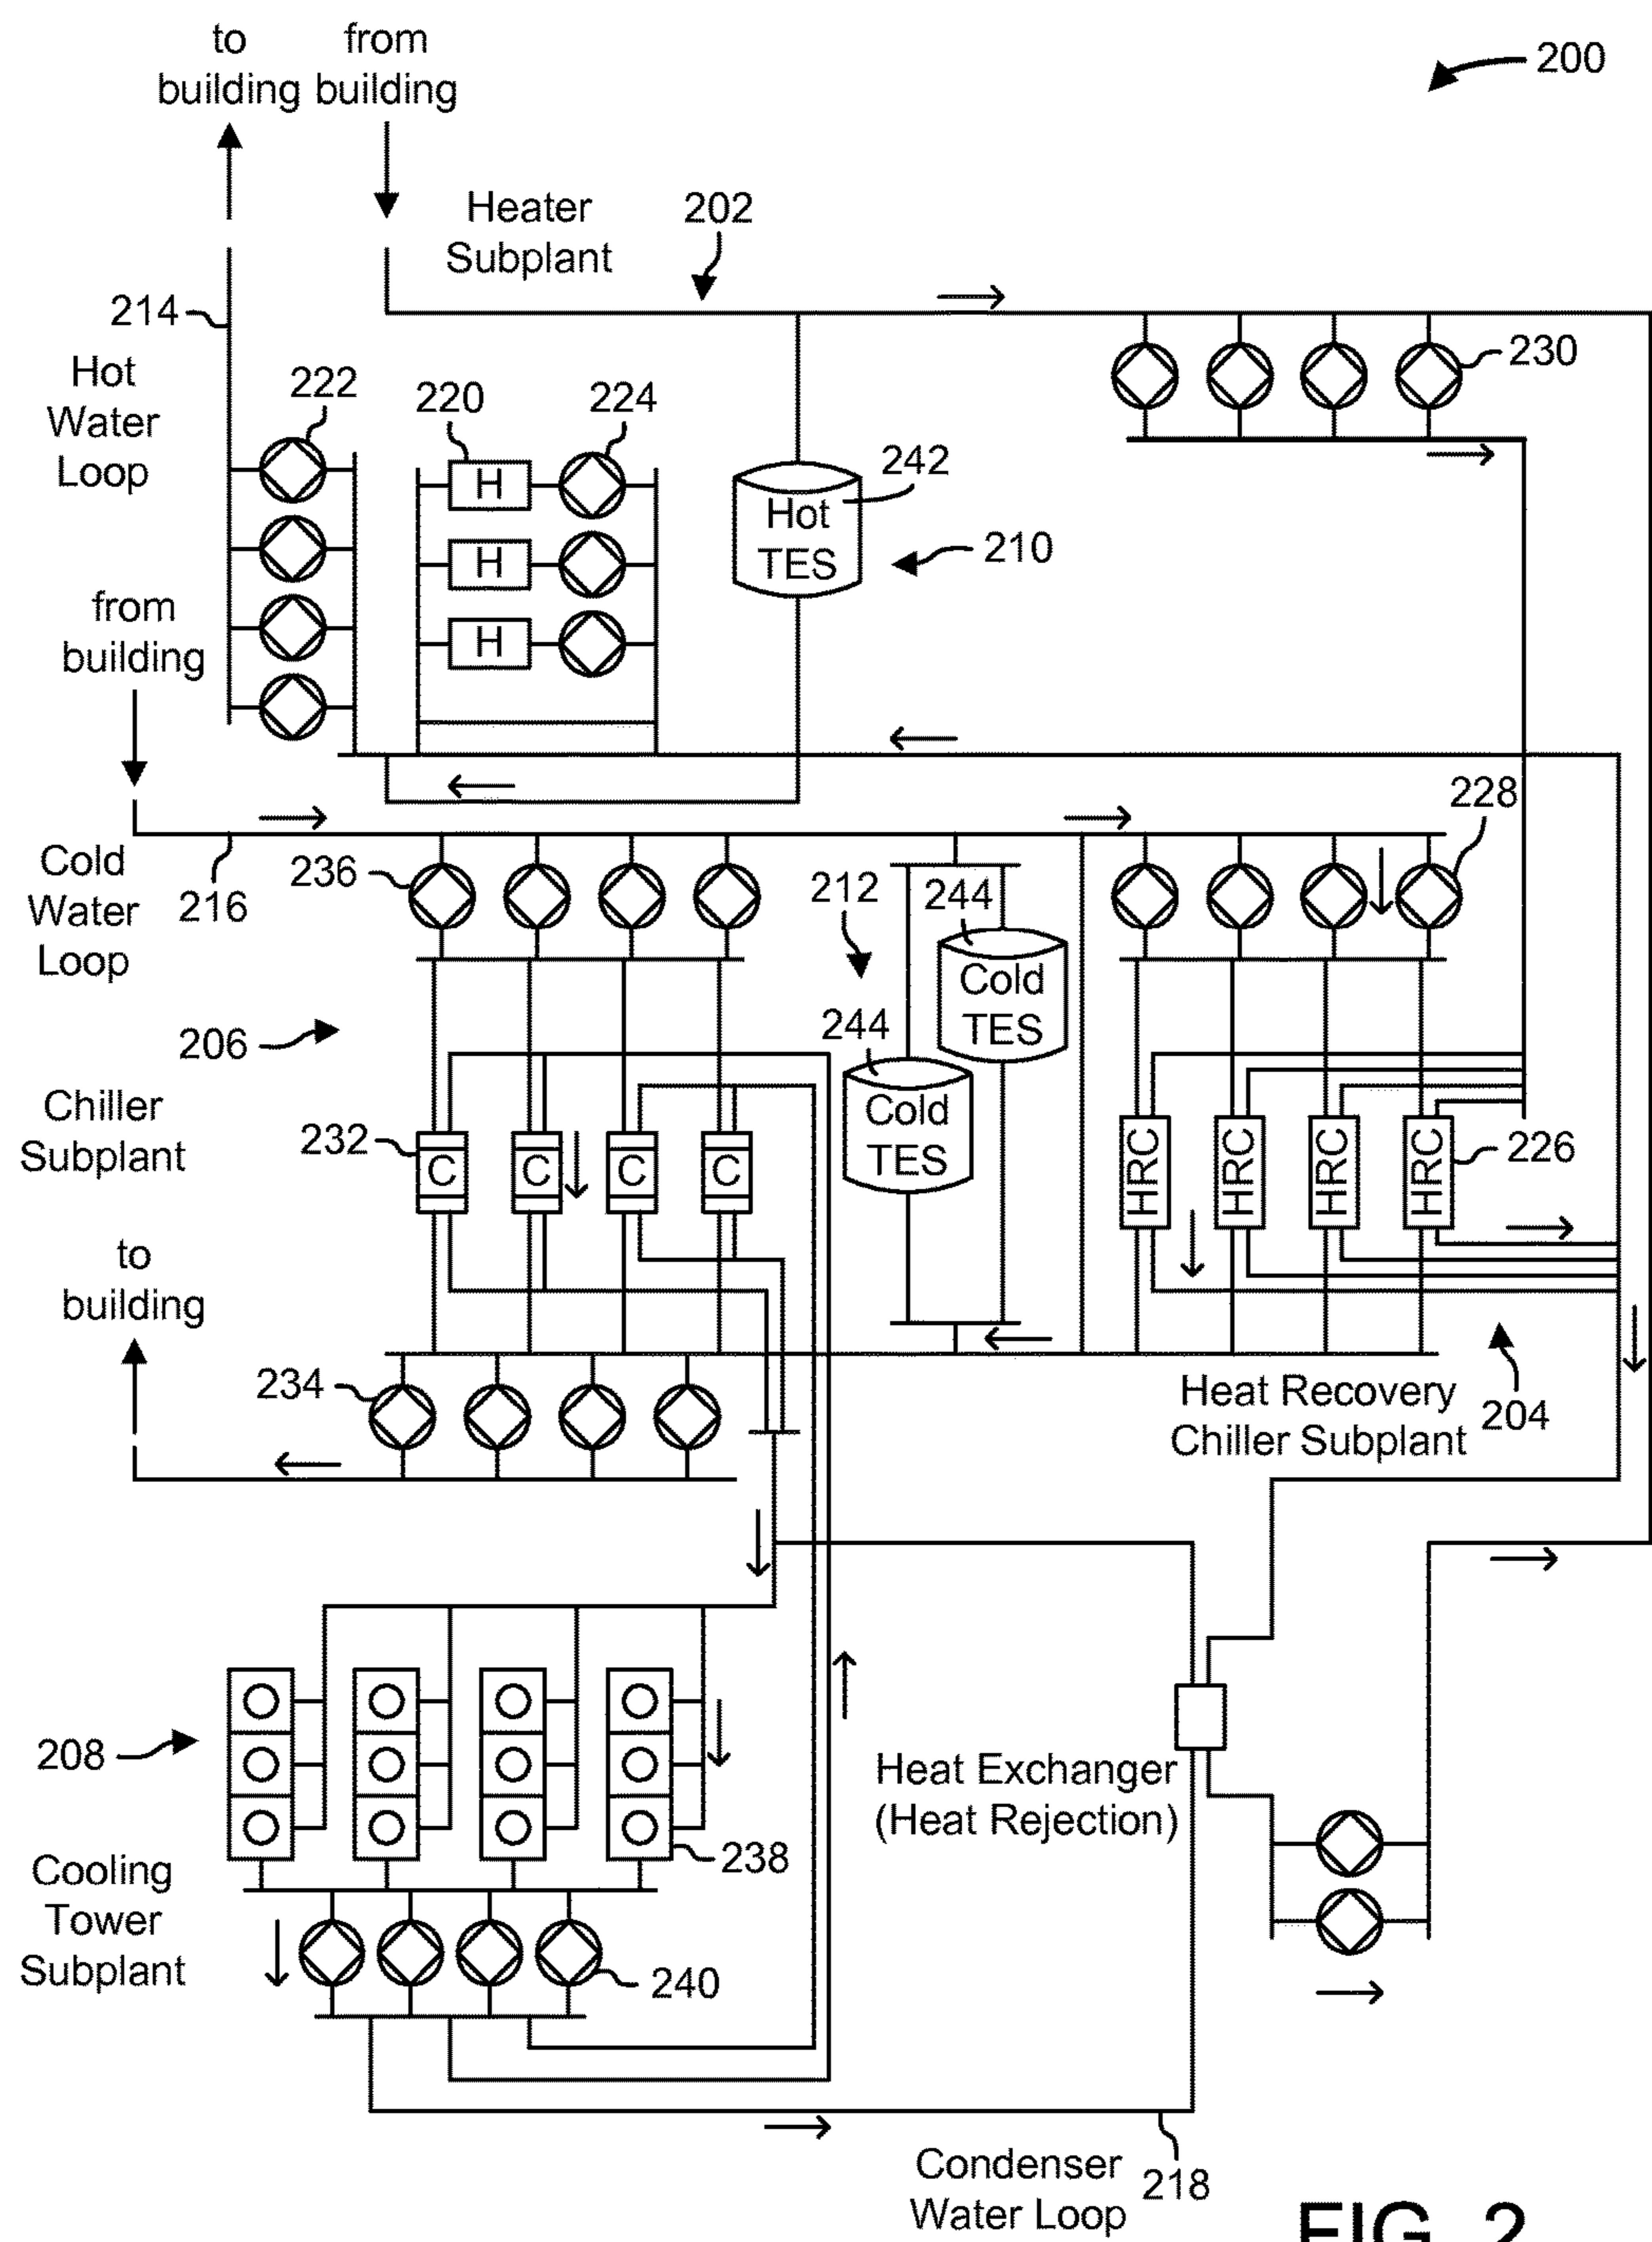 to
building
from
building
200
Heater
Subplant
202
214
Hot
Water
Loop
222
220
224
230
H
H
H
Hot
TES
242
210
from
building
228
Cold
Water
Loop
216
236
212
244
Cold
TES
244
Cold
TES
206
Chiller
Subplant
232
C
C
C
C
HRC
HRC
HRC
HRC
226
to
building
234
Heat Recovery
Chiller Subplant
204
208
Heat Exchanger
(Heat Rejection)
238
Cooling
Tower
Subplant
240
Condenser
Water Loop
218
FIG. 2